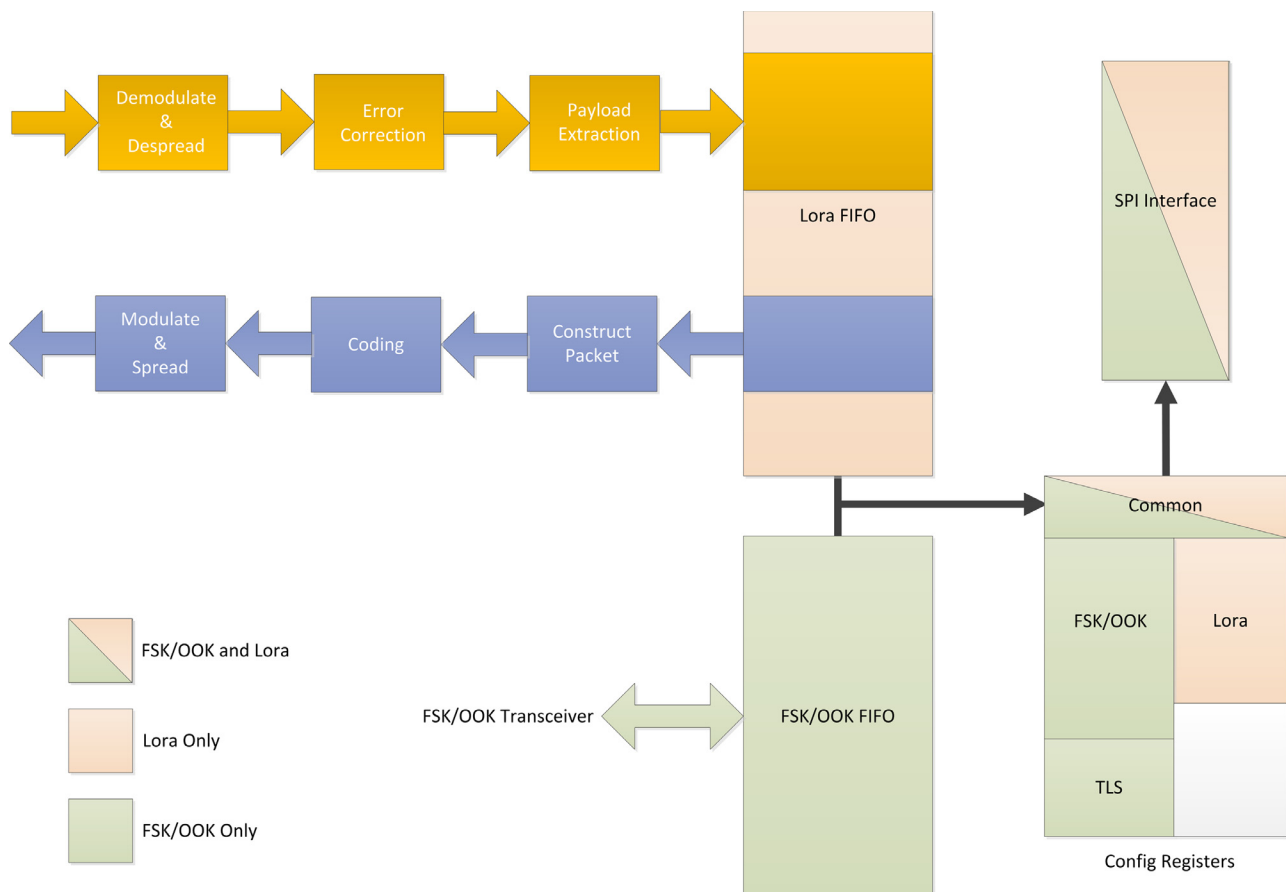 Demodulate
&
Despread
Error
Correction
Payload
Extraction
Lora FIFO
SPI Interface
Modulate
&
Spread
Coding
Construct
Packet
Common
FSK/OOK
Lora
TLS
Config Registers
FSK/OOK and Lora
Lora Only
FSK/OOK Only
FSK/OOK Transceiver
FSK/OOK FIFO